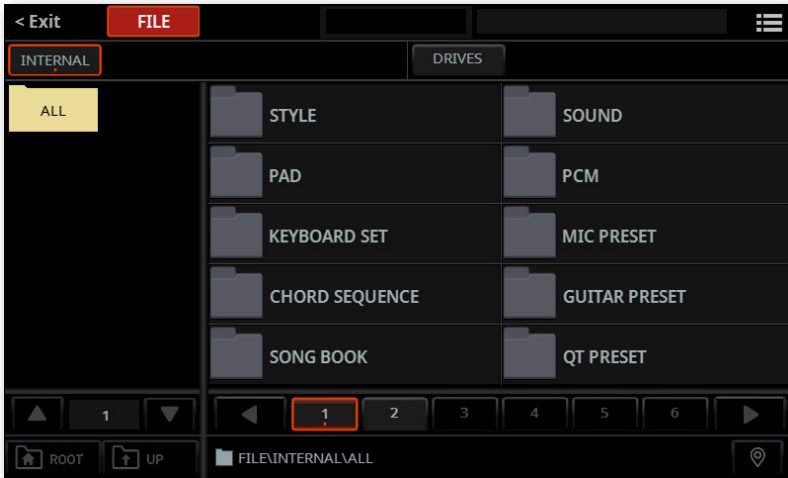 < Exit FILE
INTERNAL DRIVES
ALL
STYLE SOUND
PAD PCM
KEYBOARD SET MIC PRESET
CHORD SEQUENCE GUITAR PRESET
SONG BOOK QT PRESET
1 1 2 3 4 5 6
ROOT UP FILE\INTERNAL\ALL